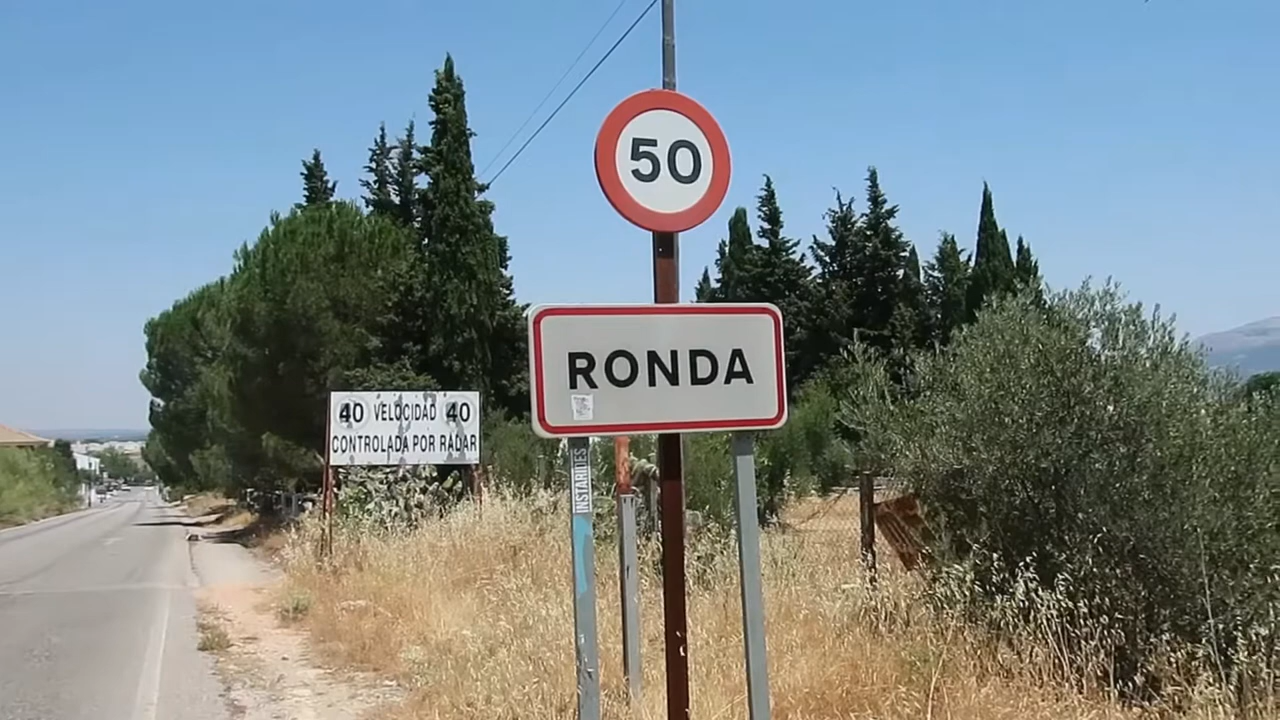 50
RONDA
40 VELOCIDAD 40
CONTROLADA POR RADAR
INSTARIDES